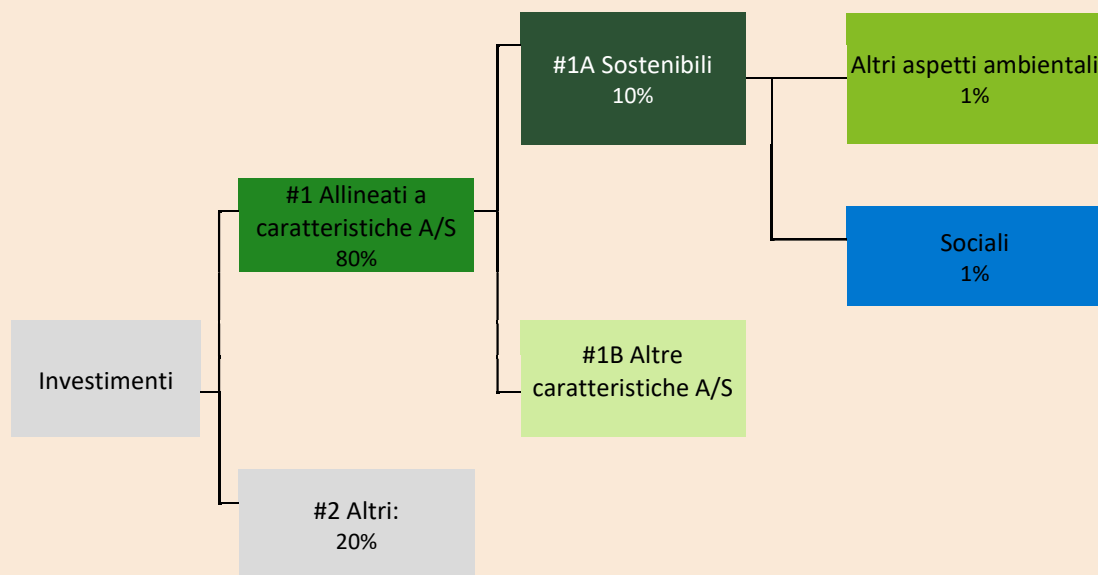 #1A Sostenibili
10%
Altri aspetti ambientali
1%
#1 Allineati a
caratteristiche A/S
80%
Sociali
1%
Investimenti
#1B Altre
caratteristiche A/S
#2 Altri:
20%